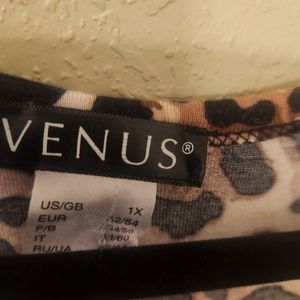 VENUS®
US/GB 1X
EUR 52/54
F/B
IT
RU/UA